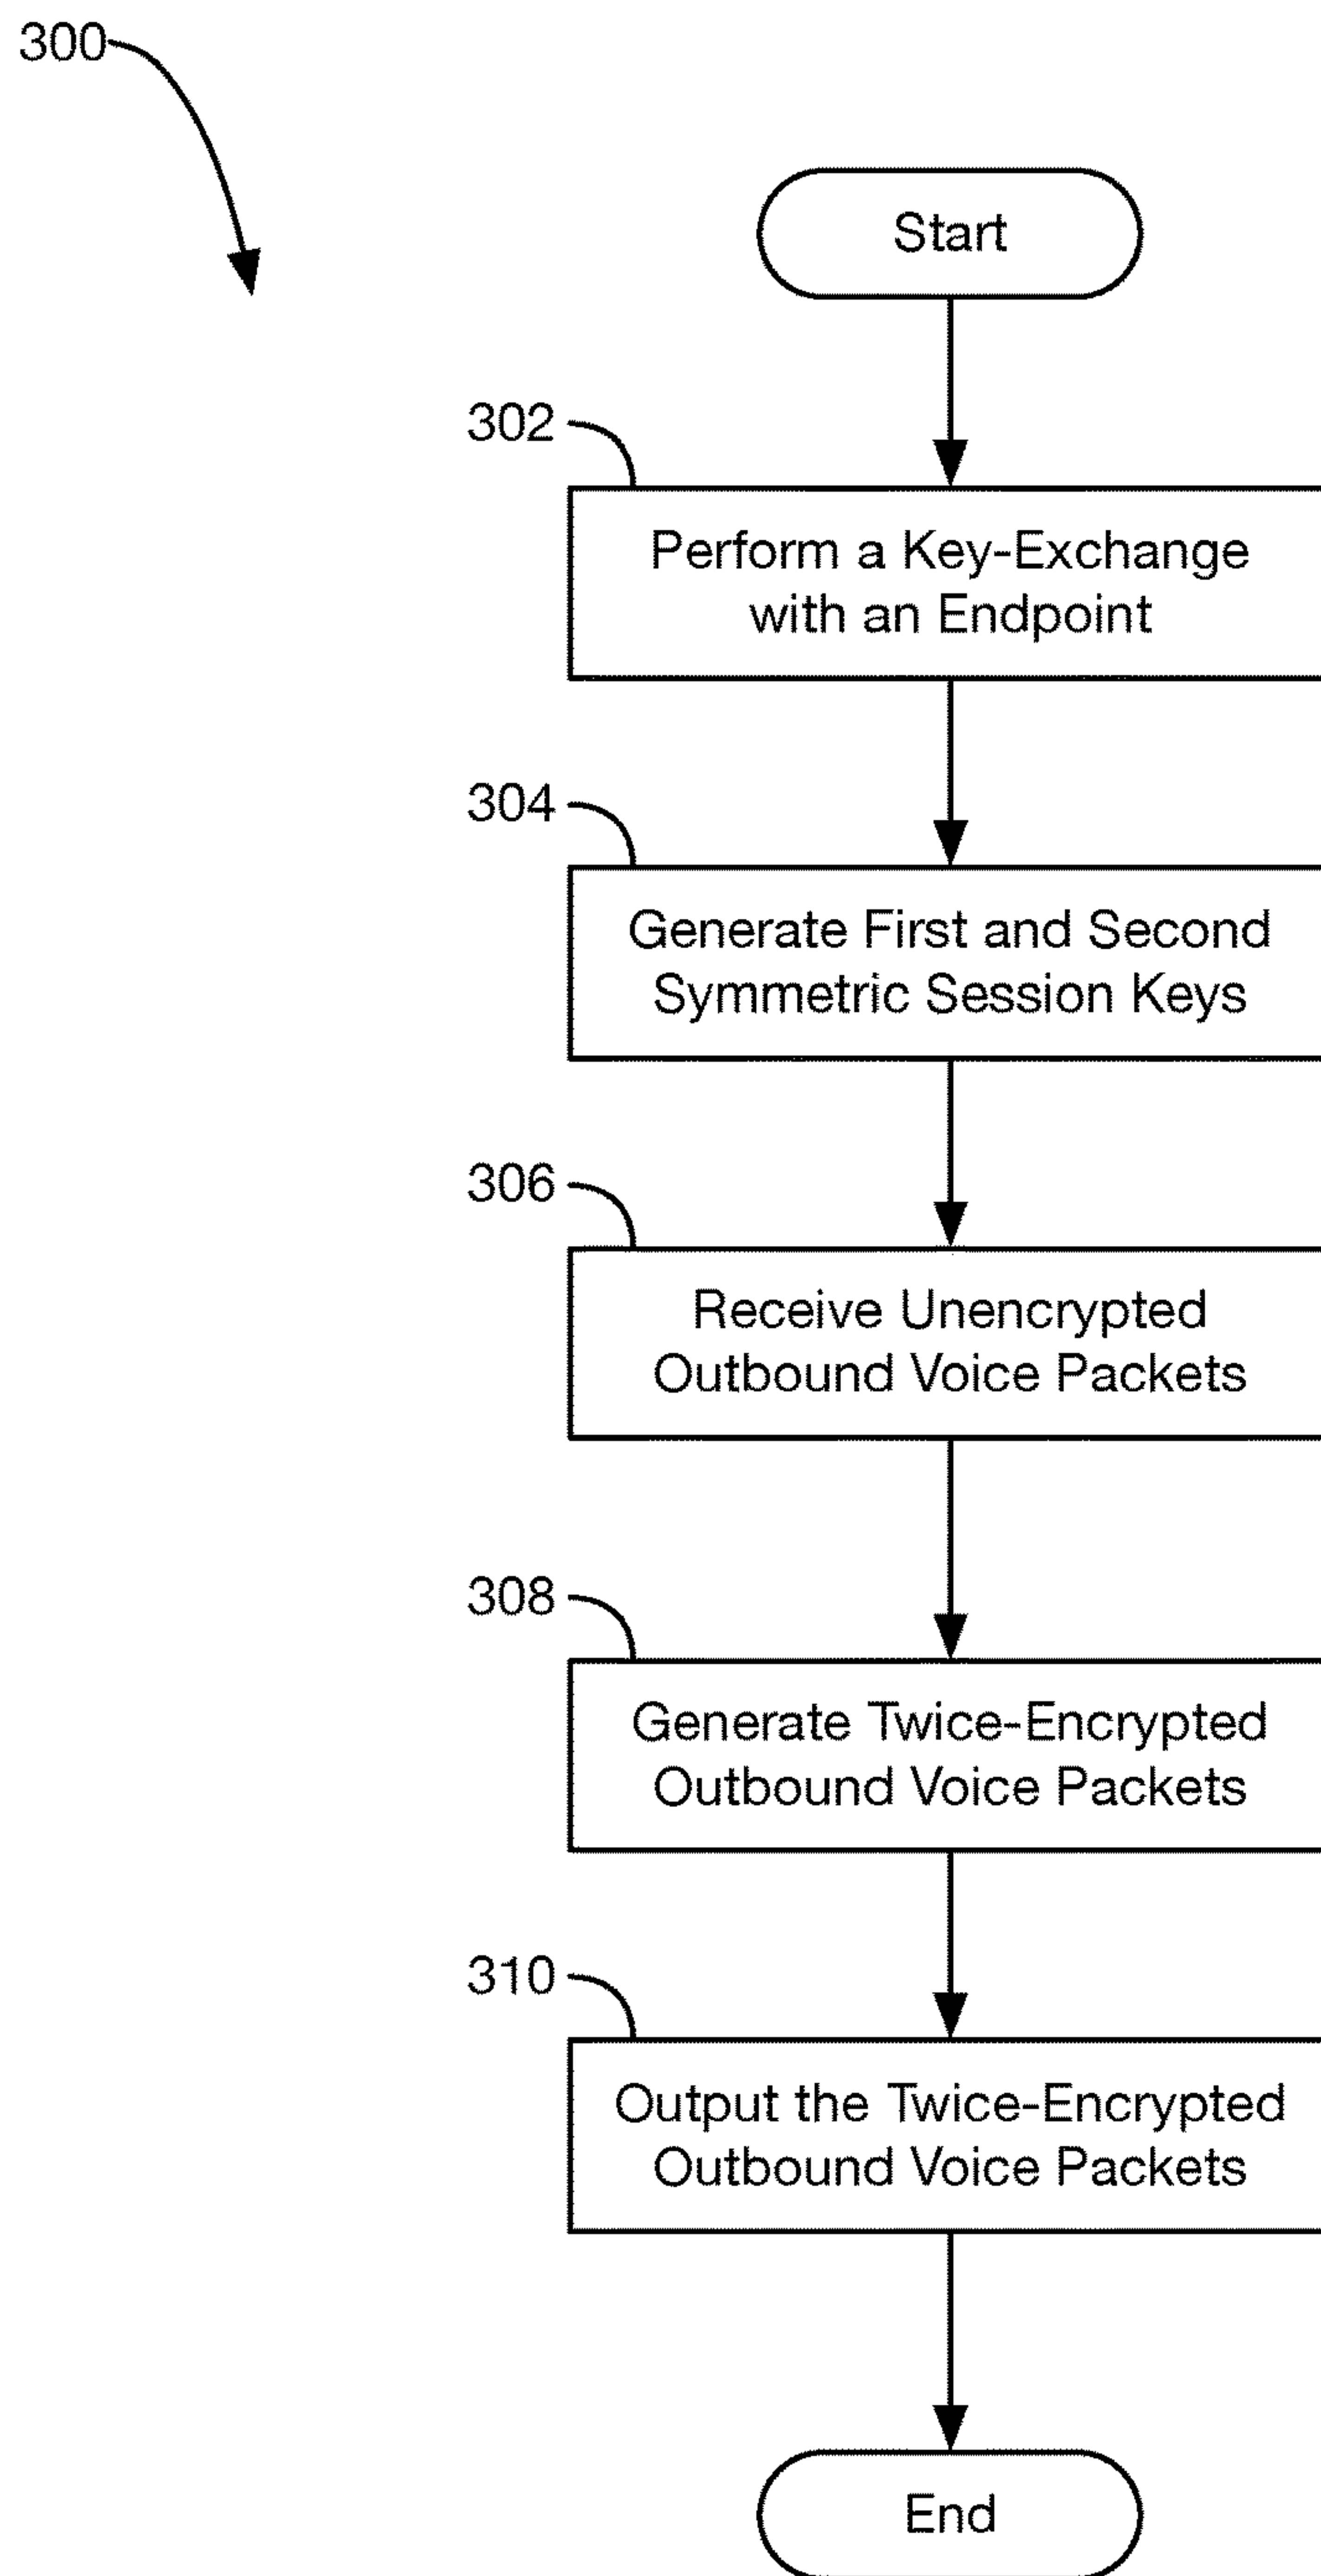 300
Start
302
Perform a Key-Exchange
with an Endpoint
304
Generate First and Second
Symmetric Session Keys
306
Receive Unencrypted
Outbound Voice Packets
308
Generate Twice-Encrypted
Outbound Voice Packets
310
Output the Twice-Encrypted
Outbound Voice Packets
End